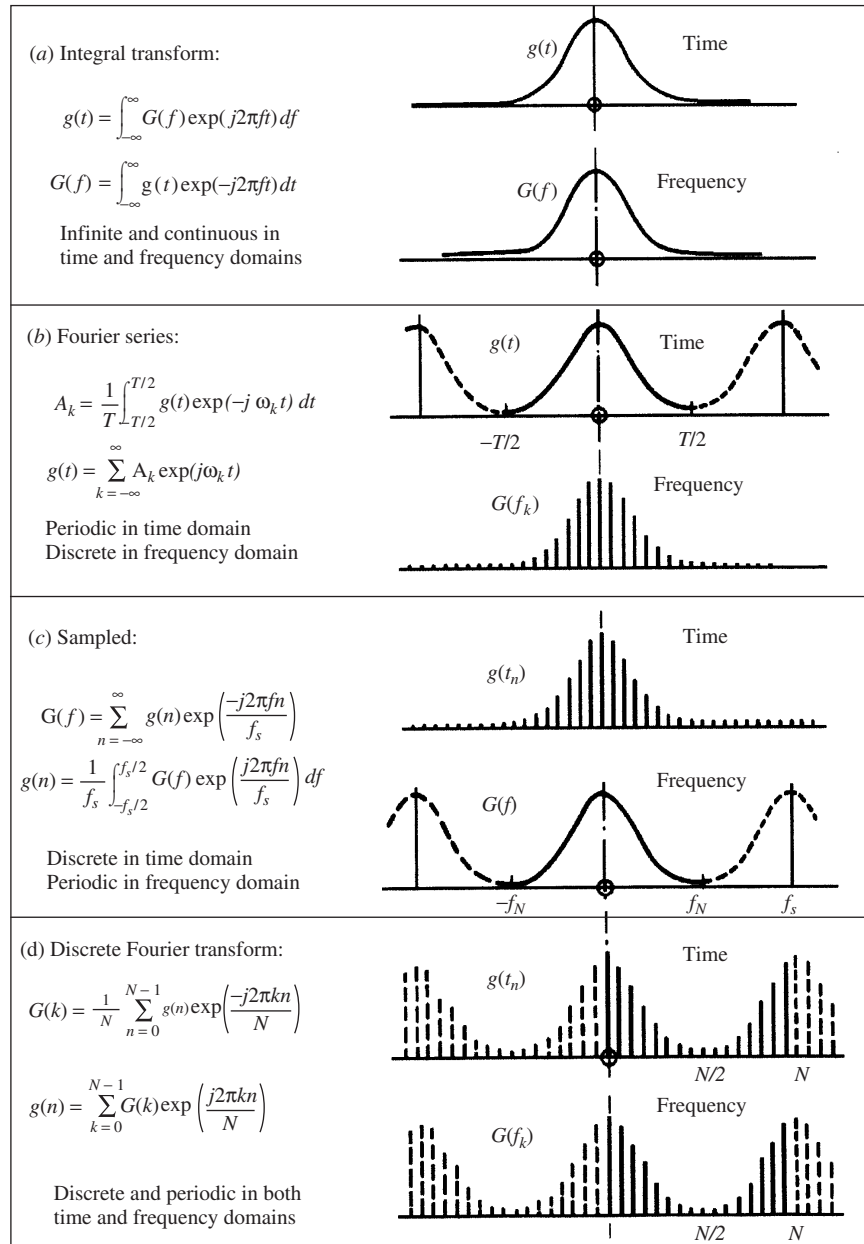 (a) Integral transform:
g(t) = ∫_{-∞}^{∞} G(f) exp(j2πft) df
G(f) = ∫_{-∞}^{∞} g(t) exp(-j2πft) dt
Infinite and continuous in
time and frequency domains
g(t) Time
G(f) Frequency
(b) Fourier series:
A_k = 1/T ∫_{-T/2}^{T/2} g(t) exp(-j ω_k t) dt
g(t) = ∑_{k = -∞}^{∞} A_k exp(jω_k t)
Periodic in time domain
Discrete in frequency domain
g(t) Time
-T/2 T/2
G(f_k) Frequency
(c) Sampled:
G(f) = ∑_{n = -∞}^{∞} g(n) exp (-j2πfn / f_s)
g(n) = 1/f_s ∫_{-f_s/2}^{f_s/2} G(f) exp (j2πfn / f_s) df
Discrete in time domain
Periodic in frequency domain
g(t_n) Time
G(f) Frequency
-f_N f_N f_s
(d) Discrete Fourier transform:
G(k) = 1/N ∑_{n = 0}^{N-1} g(n) exp(-j2πkn / N)
g(n) = ∑_{k = 0}^{N-1} G(k) exp (j2πkn / N)
Discrete and periodic in both
time and frequency domains
g(t_n) Time
N/2 N
G(f_k) Frequency
N/2 N